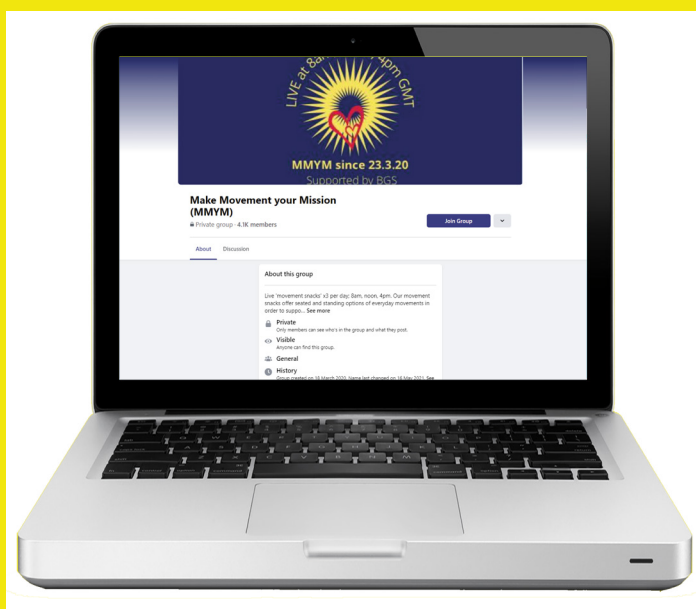 LIVE at 8am 4pm GMT
MMYM since 23.3.20
Supported by BGS
Make Movement your Mission
(MMYM)
Private group · 4.1K members
Join Group
About Discussion
About this group
Live 'movement snacks' x3 per day; 8am, noon, 4pm. Our movement
snacks offer seated and standing options of everyday movements in
order to suppo... See more
Private
Only members can see who's in the group and what they post.
Visible
Anyone can find this group.
General
History
Group created on 18 March 2020. Name last changed on 16 May 2021. See